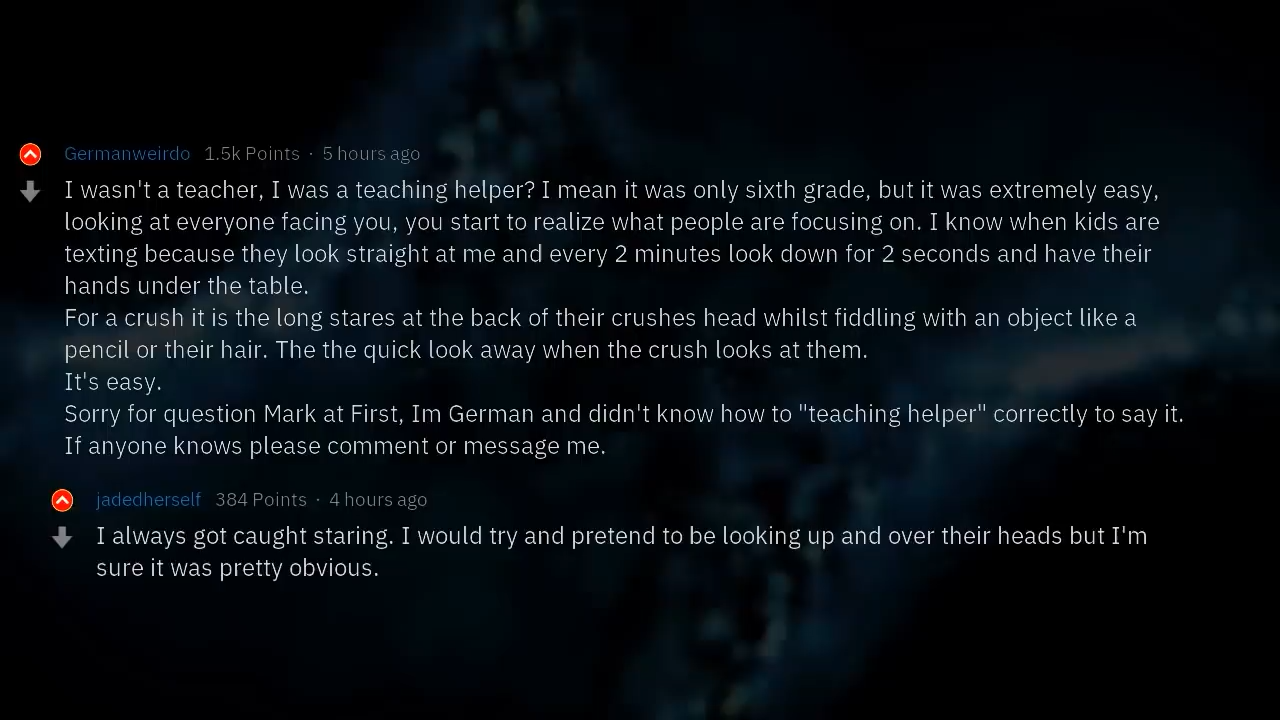 Germanweirdo 1.5k Points · 5 hours ago
I wasn't a teacher, I was a teaching helper? I mean it was only sixth grade, but it was extremely easy,
looking at everyone facing you, you start to realize what people are focusing on. I know when kids are
texting because they look straight at me and every 2 minutes look down for 2 seconds and have their
hands under the table.
For a crush it is the long stares at the back of their crushes head whilst fiddling with an object like a
pencil or their hair. The the quick look away when the crush looks at them.
It's easy.
Sorry for question Mark at First, Im German and didn't know how to "teaching helper" correctly to say it.
If anyone knows please comment or message me.
jadedherself 384 Points · 4 hours ago
I always got caught staring. I would try and pretend to be looking up and over their heads but I'm
sure it was pretty obvious.